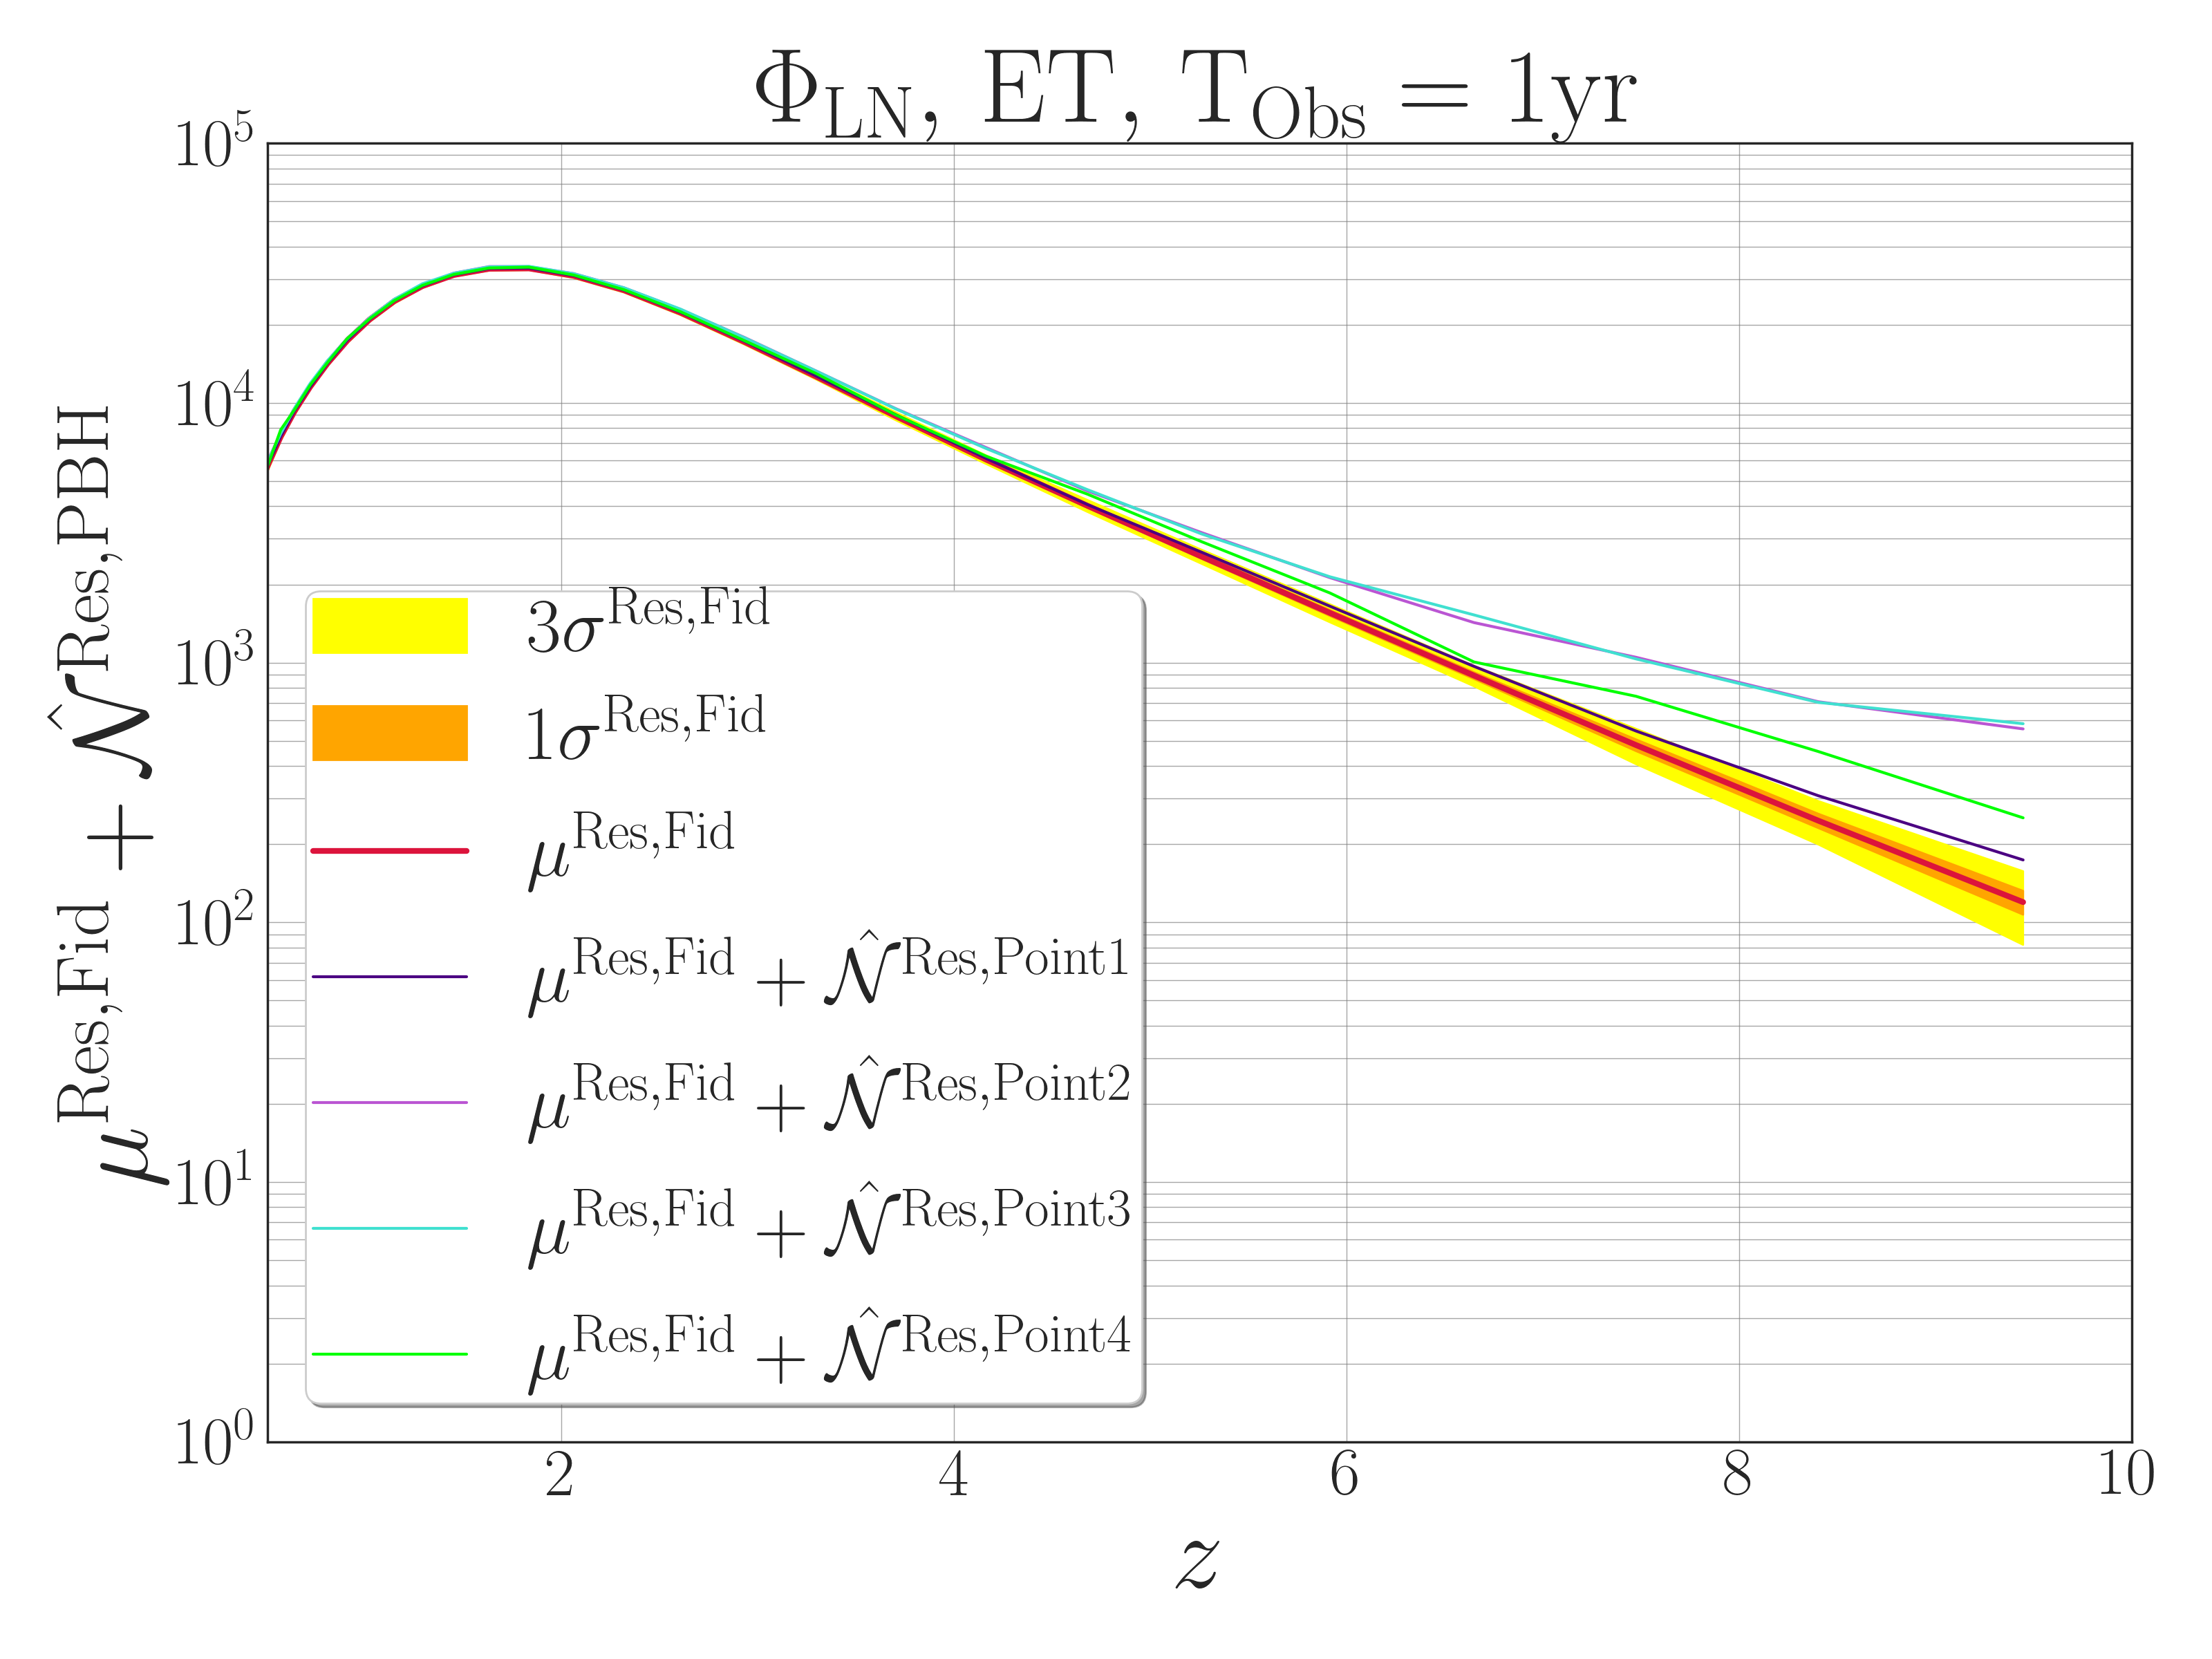 Φ_LN, ET, T_Obs = 1yr
μ^Res,Fid + 𝒩̂^Res,PBH
10^5
10^4
10^3
10^2
10^1
10^0
3σ^Res,Fid
1σ^Res,Fid
μ^Res,Fid
μ^Res,Fid + 𝒩̂^Res,Point1
μ^Res,Fid + 𝒩̂^Res,Point2
μ^Res,Fid + 𝒩̂^Res,Point3
μ^Res,Fid + 𝒩̂^Res,Point4
2 4 6 8 10
z